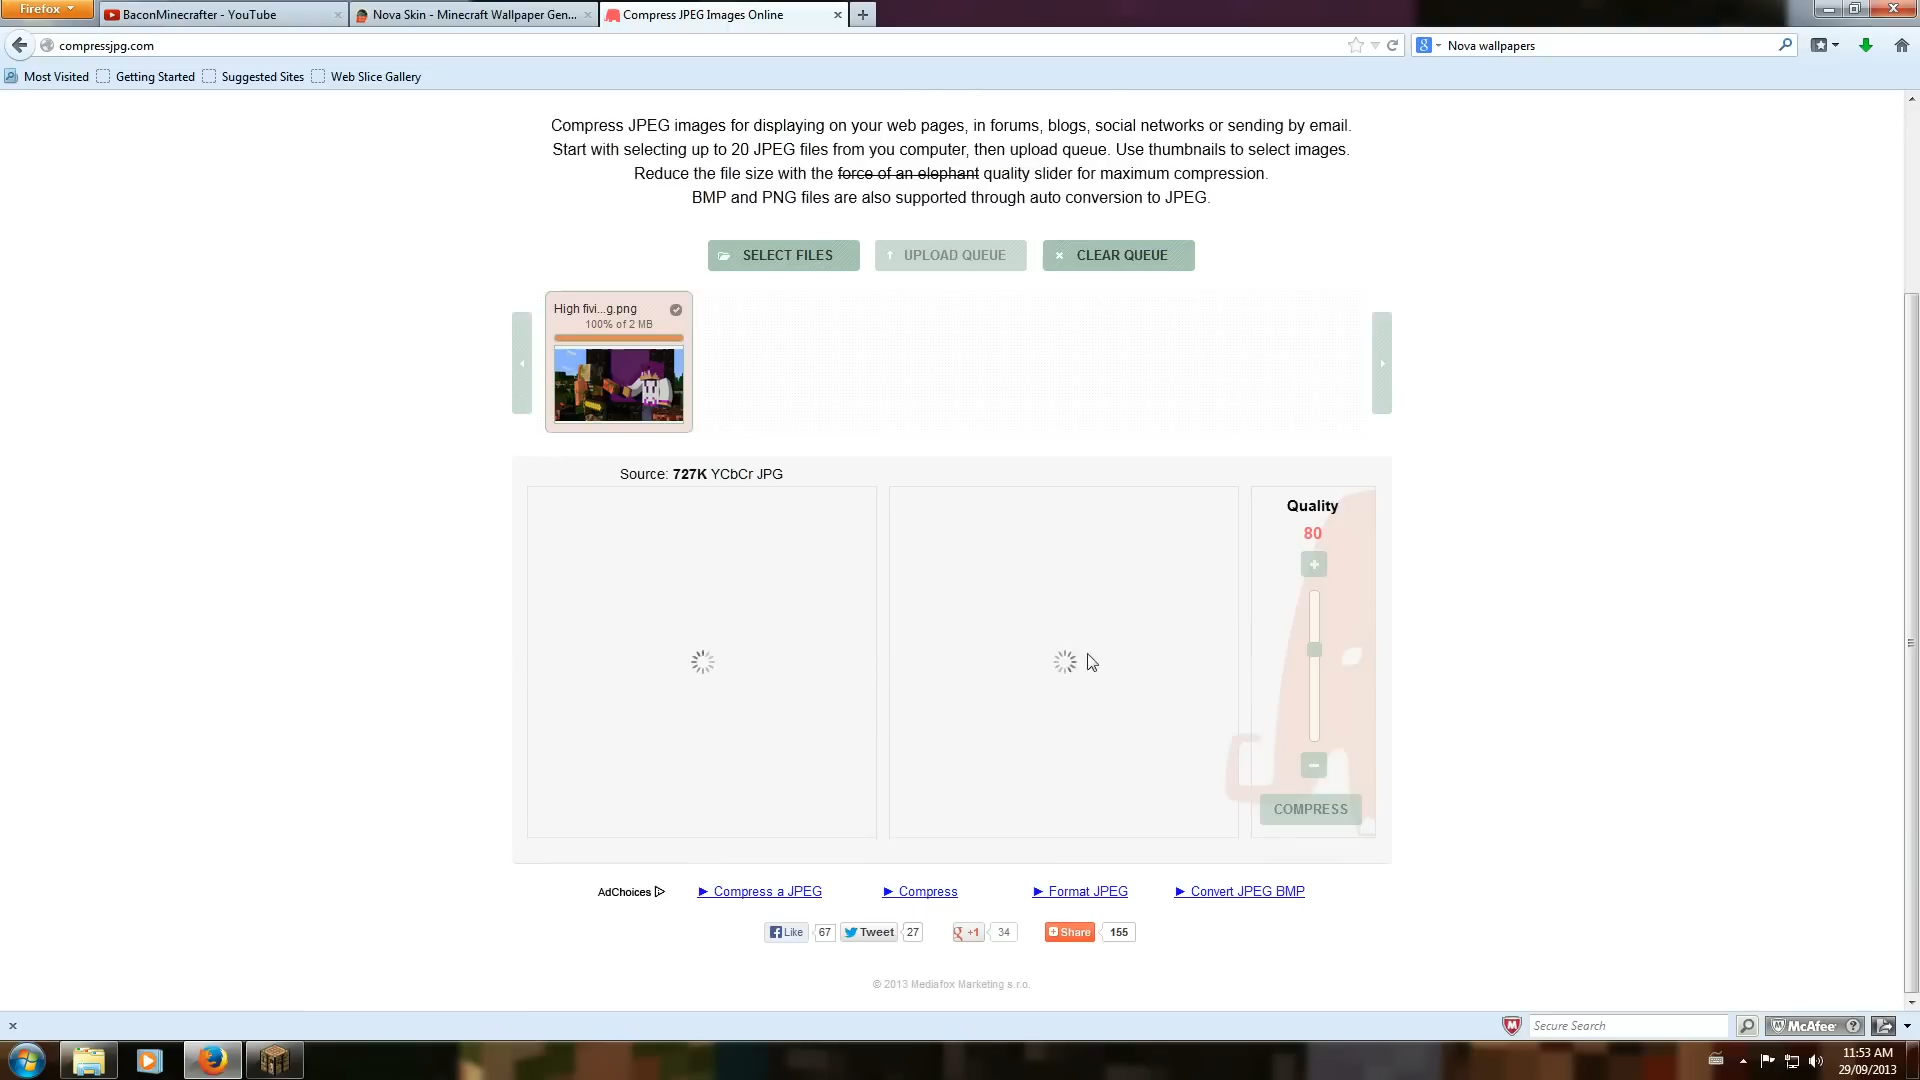 Firefox
BaconMinecrafter - YouTube
Nova Skin - Minecraft Wallpaper Gen...
Compress JPEG Images Online
compressjpg.com
Nova wallpapers
Most Visited
Getting Started
Suggested Sites
Web Slice Gallery
Compress JPEG images for displaying on your web pages, in forums, blogs, social networks or sending by email.
Start with selecting up to 20 JPEG files from you computer, then upload queue. Use thumbnails to select images.
Reduce the file size with the force of an elephant quality slider for maximum compression.
BMP and PNG files are also supported through auto conversion to JPEG.
SELECT FILES
UPLOAD QUEUE
CLEAR QUEUE
High fivi...g.png
100% of 2 MB
Source: 727K YCbCr JPG
Quality
80
COMPRESS
AdChoices
► Compress a JPEG
► Compress
► Format JPEG
► Convert JPEG BMP
Like 67
Tweet 27
+1 34
Share 155
© 2013 Mediafox Marketing s.r.o.
Secure Search
McAfee
11:53 AM
29/09/2013